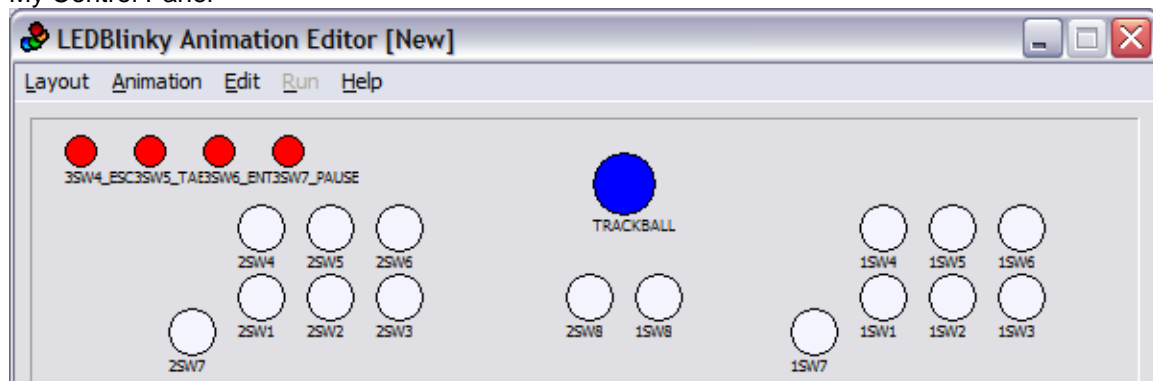 My Control Panel
LEDBlinky Animation Editor [New]
Layout Animation Edit Run Help
3SW4_ESC3SW5_TAE3SW6_ENT3SW7_PAUSE
TRACKBALL
2SW4 2SW5 2SW6 1SW4 1SW5 1SW6
2SW1 2SW2 2SW3 2SW8 1SW8 1SW1 1SW2 1SW3
2SW7 1SW7